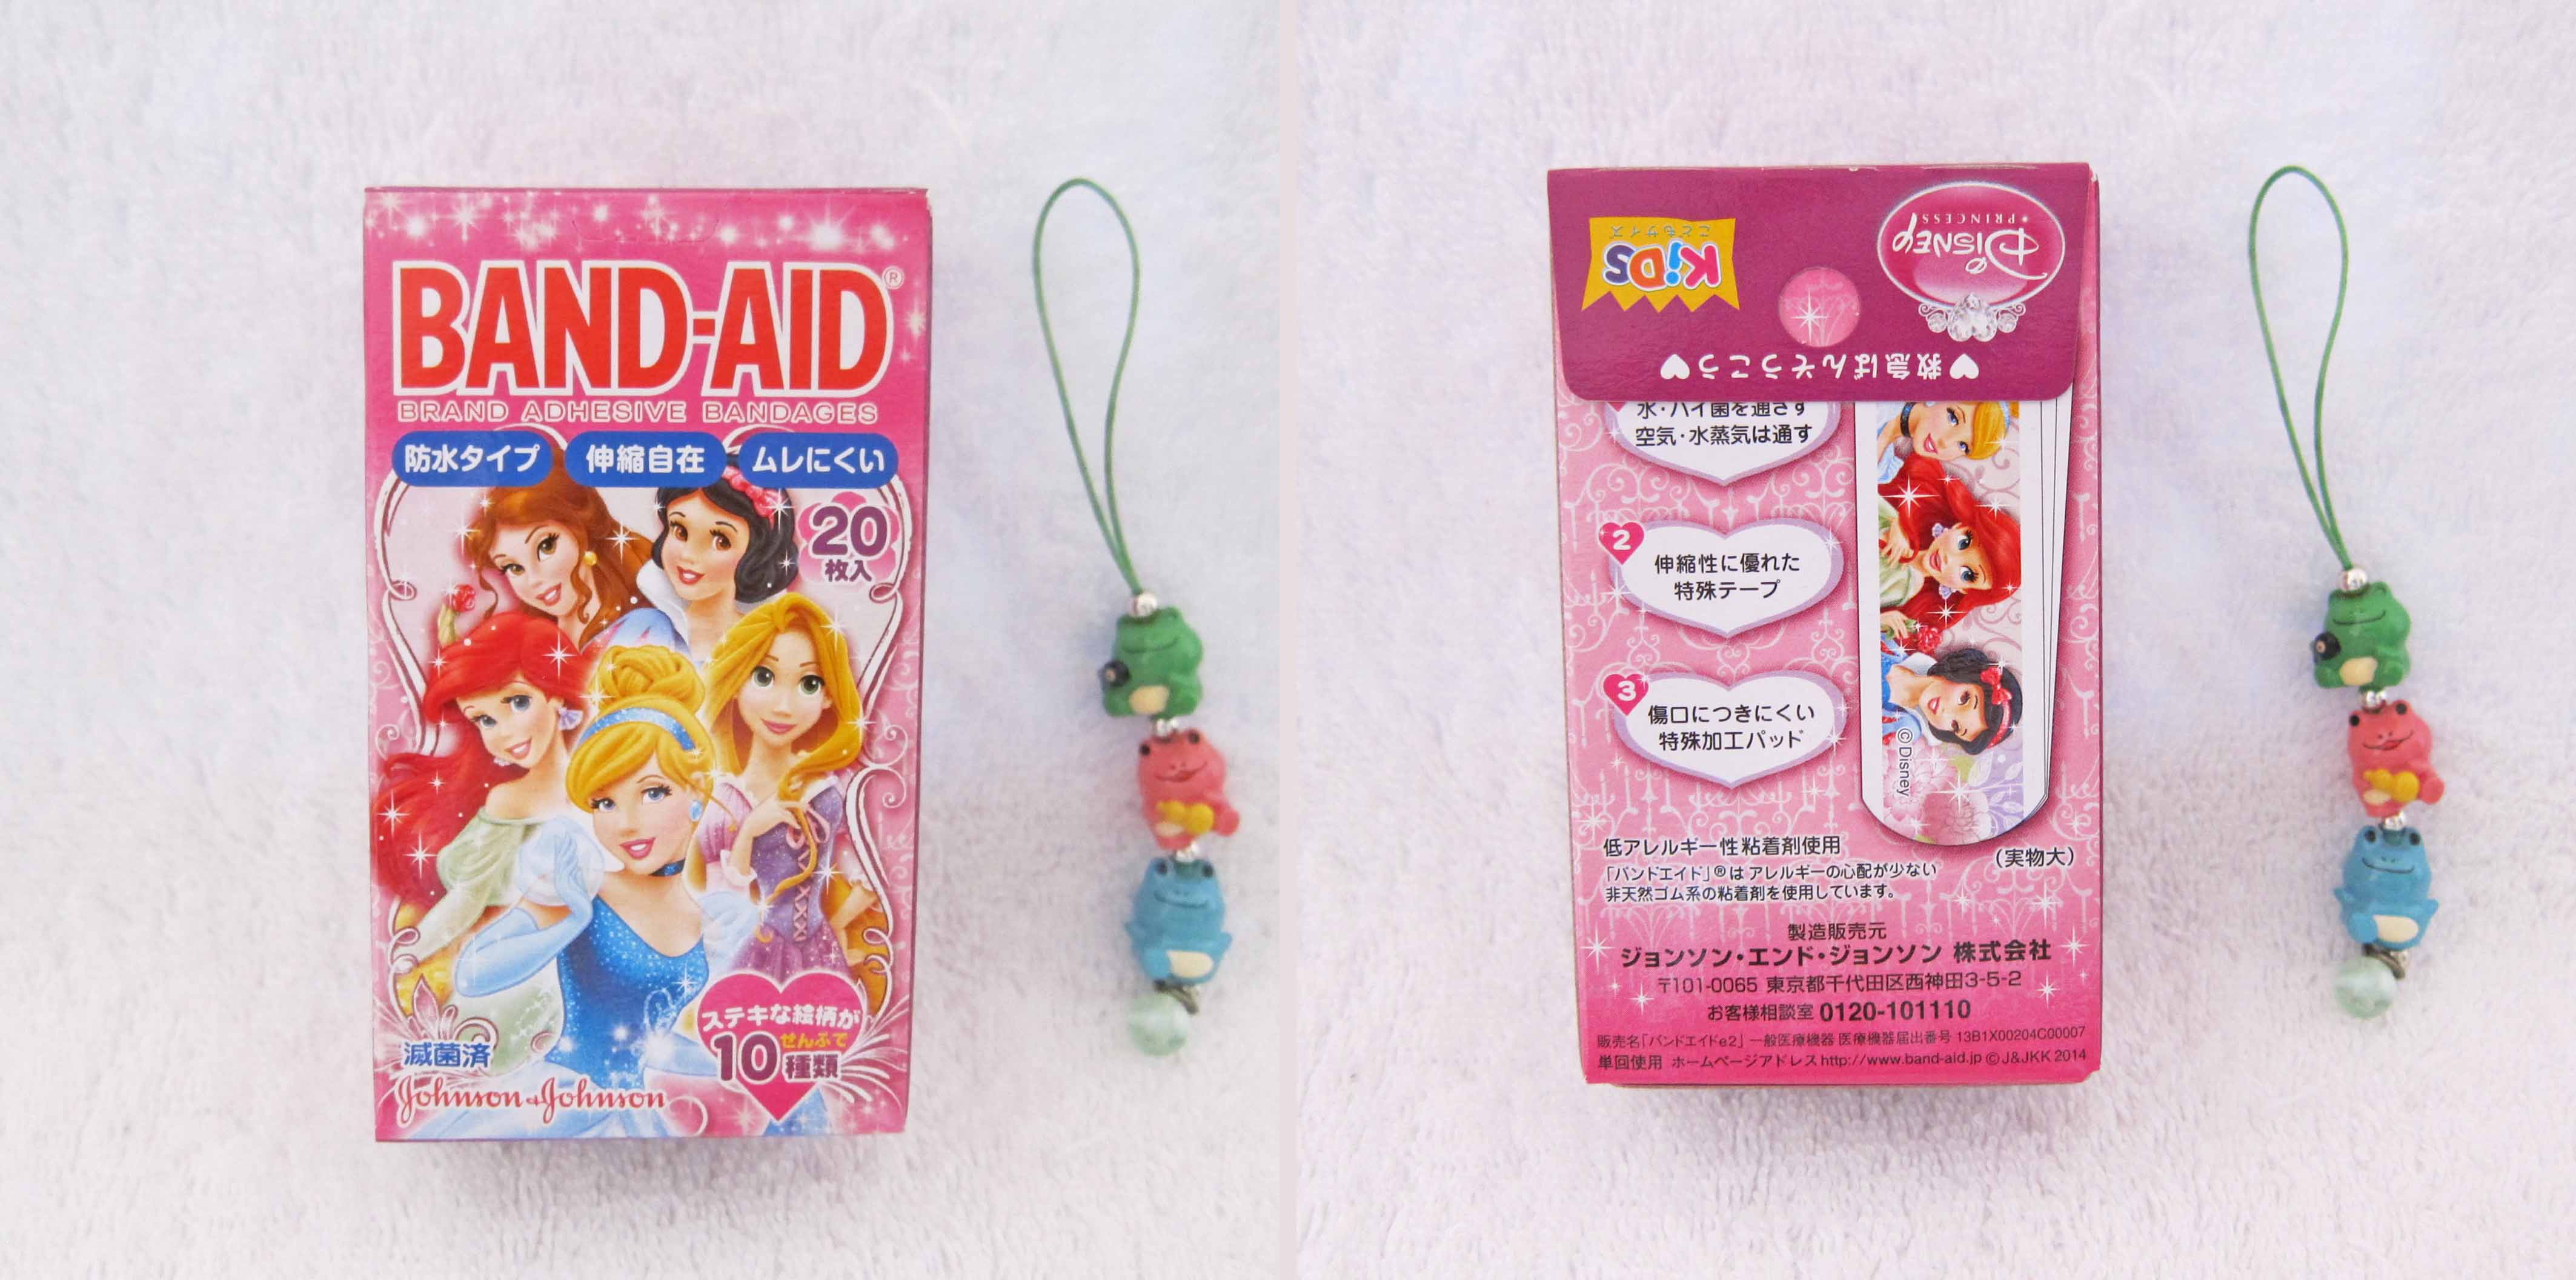 BAND-AID®
BRAND ADHESIVE BANDAGES
防水タイプ 伸縮自在 ムレにくい
20
枚入
ステキな絵柄が
ぜんぶで
10種類
滅菌済
Johnson & Johnson
DISNEY
PRINCESS
KiDS
こどもサイズ
♥救急ばんそうこう♥
水・バイ菌を通さず
空気・水蒸気は通す
2
伸縮性に優れた
特殊テープ
3
傷口につきにくい
特殊加工パッド
©Disney
(実物大)
低アレルギー性粘着剤使用
「バンドエイド」®は アレルギーの心配が少ない
非天然ゴム系の粘着剤を使用しています。
製造販売元
ジョンソン・エンド・ジョンソン 株式会社
〒101-0065 東京都千代田区西神田3-5-2
お客様相談室 0120-101110
販売名「バンドエイドe2」 一般医療機器 医療機器届出番号 13B1X00204C00007
単回使用 ホームページアドレス http://www.band-aid.jp ©J&JKK 2014